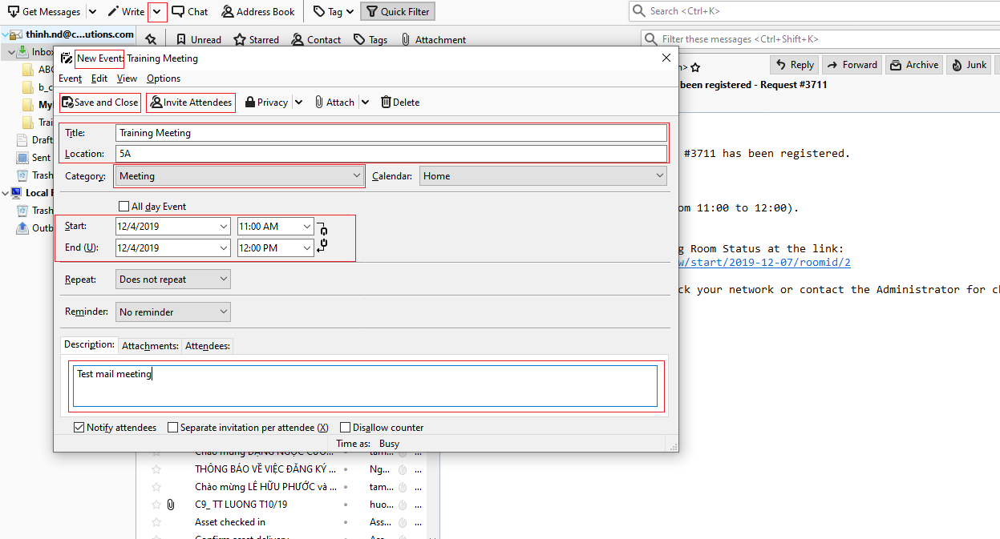 Get Messages Write Chat Address Book Tag Quick Filter Search <Ctrl+K>
thinh.nd@c...utions.com Unread Starred Contact Tags Attachment Filter these messages <Ctrl+Shift+K>
Inbox
ABC
b_c
My
Trai
Draft
Sent
Trash
Local F
Trash
Outb
New Event: Training Meeting
Event Edit View Options
Save and Close Invite Attendees Privacy Attach Delete
Title: Training Meeting
Location: 5A
Category: Meeting Calendar: Home
All day Event
Start: 12/4/2019 11:00 AM
End (U): 12/4/2019 12:00 PM
Repeat: Does not repeat
Reminder: No reminder
Description: Attachments: Attendees:
Test mail meeting
Notify attendees Separate invitation per attendee (X) Disallow counter
Time as: Busy
Reply Forward Archive Junk
been registered - Request #3711
#3711 has been registered.
om 11:00 to 12:00).
g Room Status at the link:
w/start/2019-12-07/roomid/2
ck your network or contact the Administrator for ch
Chào mừng ĐẶNG NGỌC CƯƠ... tam... ...
THÔNG BÁO VỀ VIỆC ĐĂNG KÝ ... Ng... ...
Chào mừng LÊ HỮU PHƯỚC và ... tam... ...
C9_ TT LUONG T10/19 huo... ...
Asset checked in Ass... ...
Confirm asset delivery Ass...